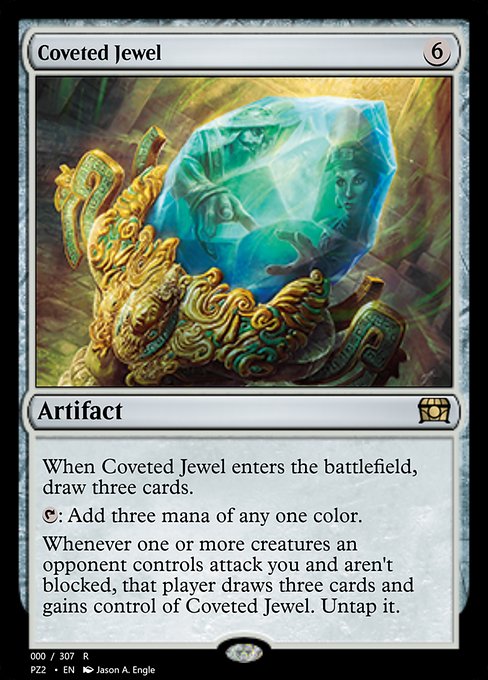 Coveted Jewel 6
Artifact
When Coveted Jewel enters the battlefield,
draw three cards.
: Add three mana of any one color.
Whenever one or more creatures an
opponent controls attack you and aren't
blocked, that player draws three cards and
gains control of Coveted Jewel. Untap it.
000 / 307 R
PZ2 • EN Jason A. Engle